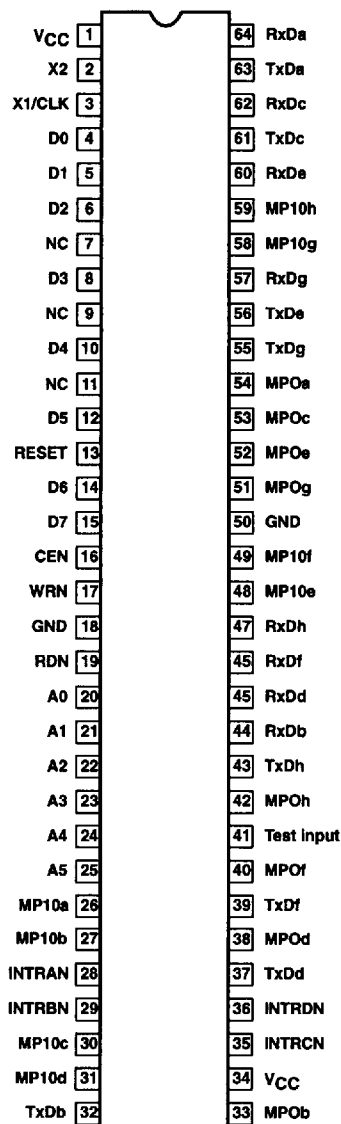 VCC 1 64 RxDa
X2 2 63 TxDa
X1/CLK 3 62 RxDc
D0 4 61 TxDc
D1 5 60 RxDe
D2 6 59 MP10h
NC 7 58 MP10g
D3 8 57 RxDg
NC 9 56 TxDe
D4 10 55 TxDg
NC 11 54 MPOa
D5 12 53 MPOc
RESET 13 52 MPOe
D6 14 51 MPOg
D7 15 50 GND
CEN 16 49 MP10f
WRN 17 48 MP10e
GND 18 47 RxDh
RDN 19 45 RxDf
A0 20 45 RxDd
A1 21 44 RxDb
A2 22 43 TxDh
A3 23 42 MPOh
A4 24 41 Test input
A5 25 40 MPOf
MP10a 26 39 TxDf
MP10b 27 38 MPOd
INTRAN 28 37 TxDd
INTRBN 29 36 INTRDN
MP10c 30 35 INTRCN
MP10d 31 34 VCC
TxDb 32 33 MPOb